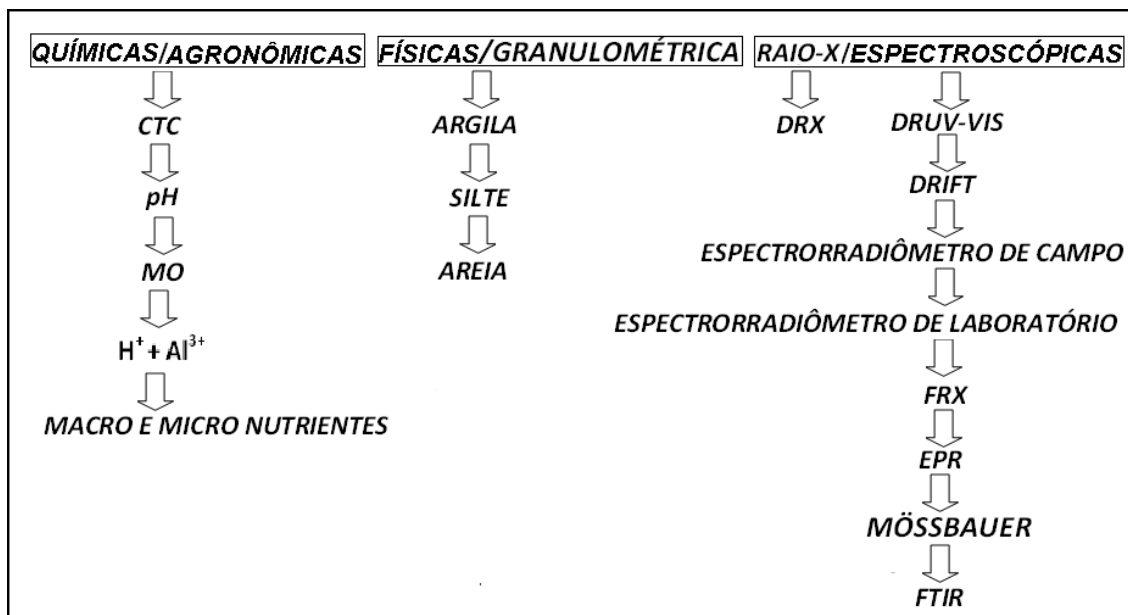 QUÍMICAS/AGRONÔMICAS
CTC
pH
MO
H⁺ + Al³⁺
MACRO E MICRO NUTRIENTES
FÍSICAS/GRANULOMÉTRICA
ARGILA
SILTE
AREIA
RAIO-X/ESPECTROSCÓPICAS
DRX
DRUV-VIS
DRIFT
ESPECTRORRADIÔMETRO DE CAMPO
ESPECTRORRADIÔMETRO DE LABORATÓRIO
FRX
EPR
MÖSSBAUER
FTIR